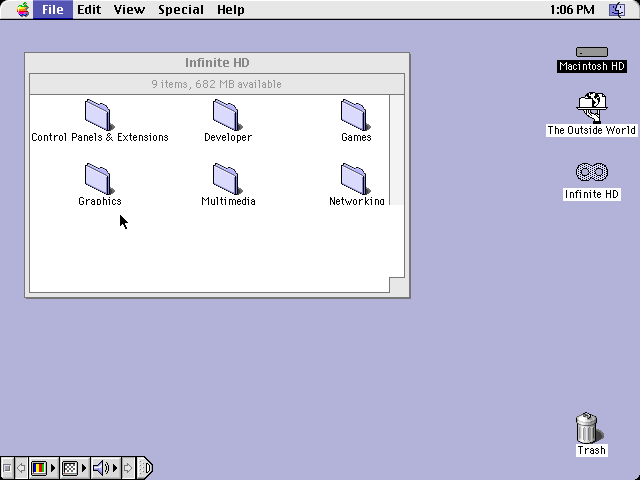 File Edit View Special Help 1:06 PM
Infinite HD
9 items, 682 MB available
Control Panels & Extensions Developer Games
Graphics Multimedia Networking
Macintosh HD
The Outside World
Infinite HD
Trash